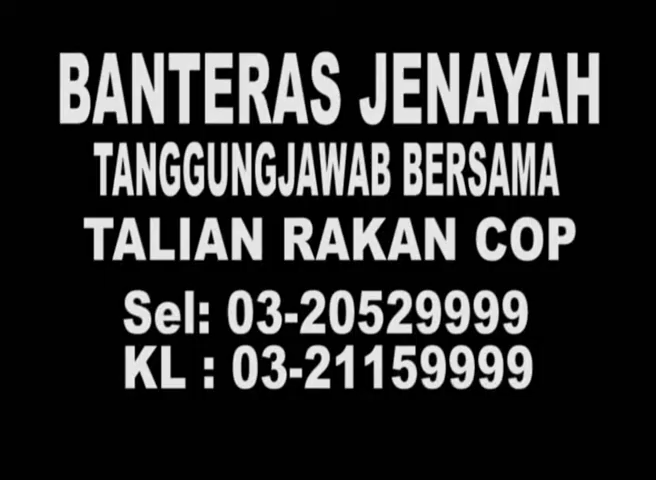 BANTERAS JENAYAH
TANGGUNGJAWAB BERSAMA
TALIAN RAKAN COP
Sel: 03-20529999
KL : 03-21159999